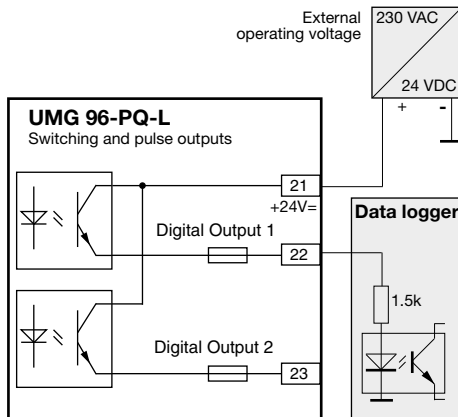 External
operating voltage
230 VAC
24 VDC
+ -
UMG 96-PQ-L
Switching and pulse outputs
21
+24V=
Data logger
Digital Output 1
22
1.5k
Digital Output 2
23